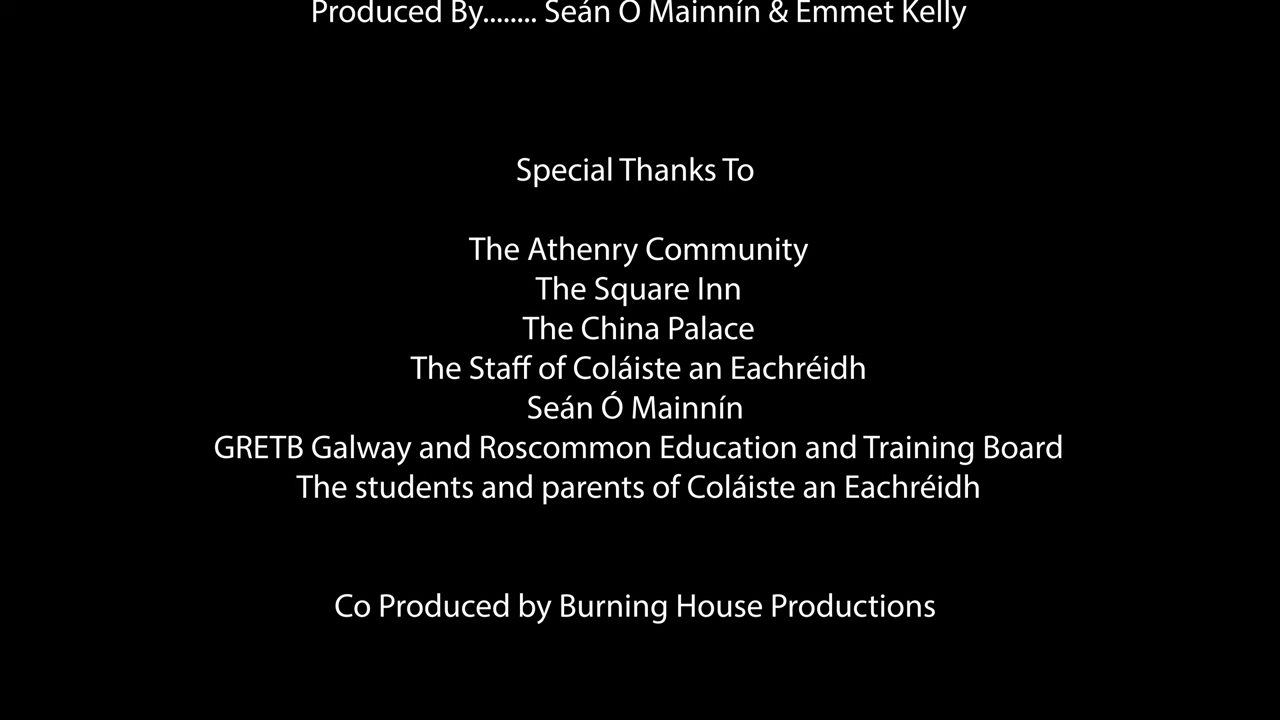 Produced By........ Seán Ó Mainnín & Emmet Kelly
Special Thanks To
The Athenry Community
The Square Inn
The China Palace
The Staff of Coláiste an Eachréidh
Seán Ó Mainnín
GRETB Galway and Roscommon Education and Training Board
The students and parents of Coláiste an Eachréidh
Co Produced by Burning House Productions